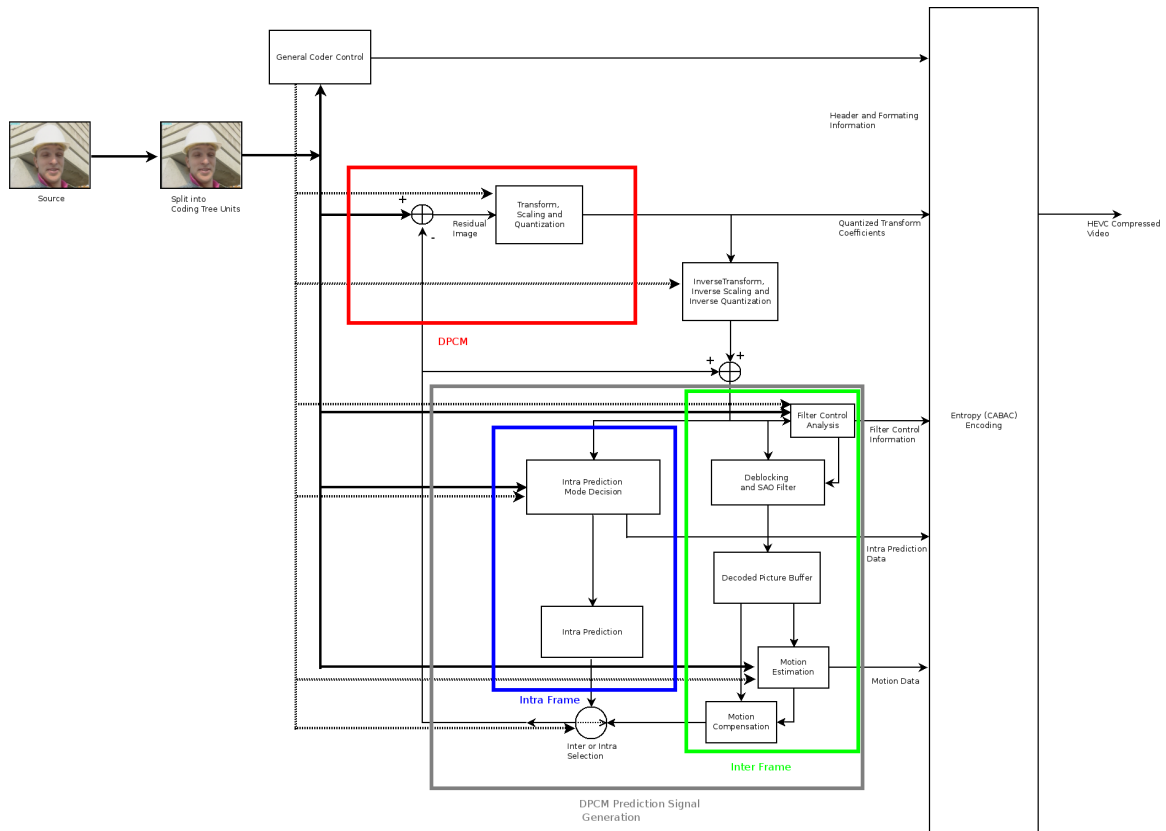 General Coder Control
Header and Formating
Information
Source
Split into
Coding Tree Units
+
-
Residual
Image
Transform,
Scaling and
Quantization
Quantized Transform
Coefficients
HEVC Compressed
Video
InverseTransform,
Inverse Scaling and
Inverse Quantization
DPCM
+
+
Filter Control
Analysis
Filter Control
Information
Entropy (CABAC)
Encoding
Intra Prediction
Mode Decision
Deblocking
and SAO Filter
Intra Prediction
Data
Decoded Picture Buffer
Intra Prediction
Motion
Estimation
Motion Data
Intra Frame
Motion
Compensation
Inter or Intra
Selection
Inter Frame
DPCM Prediction Signal
Generation